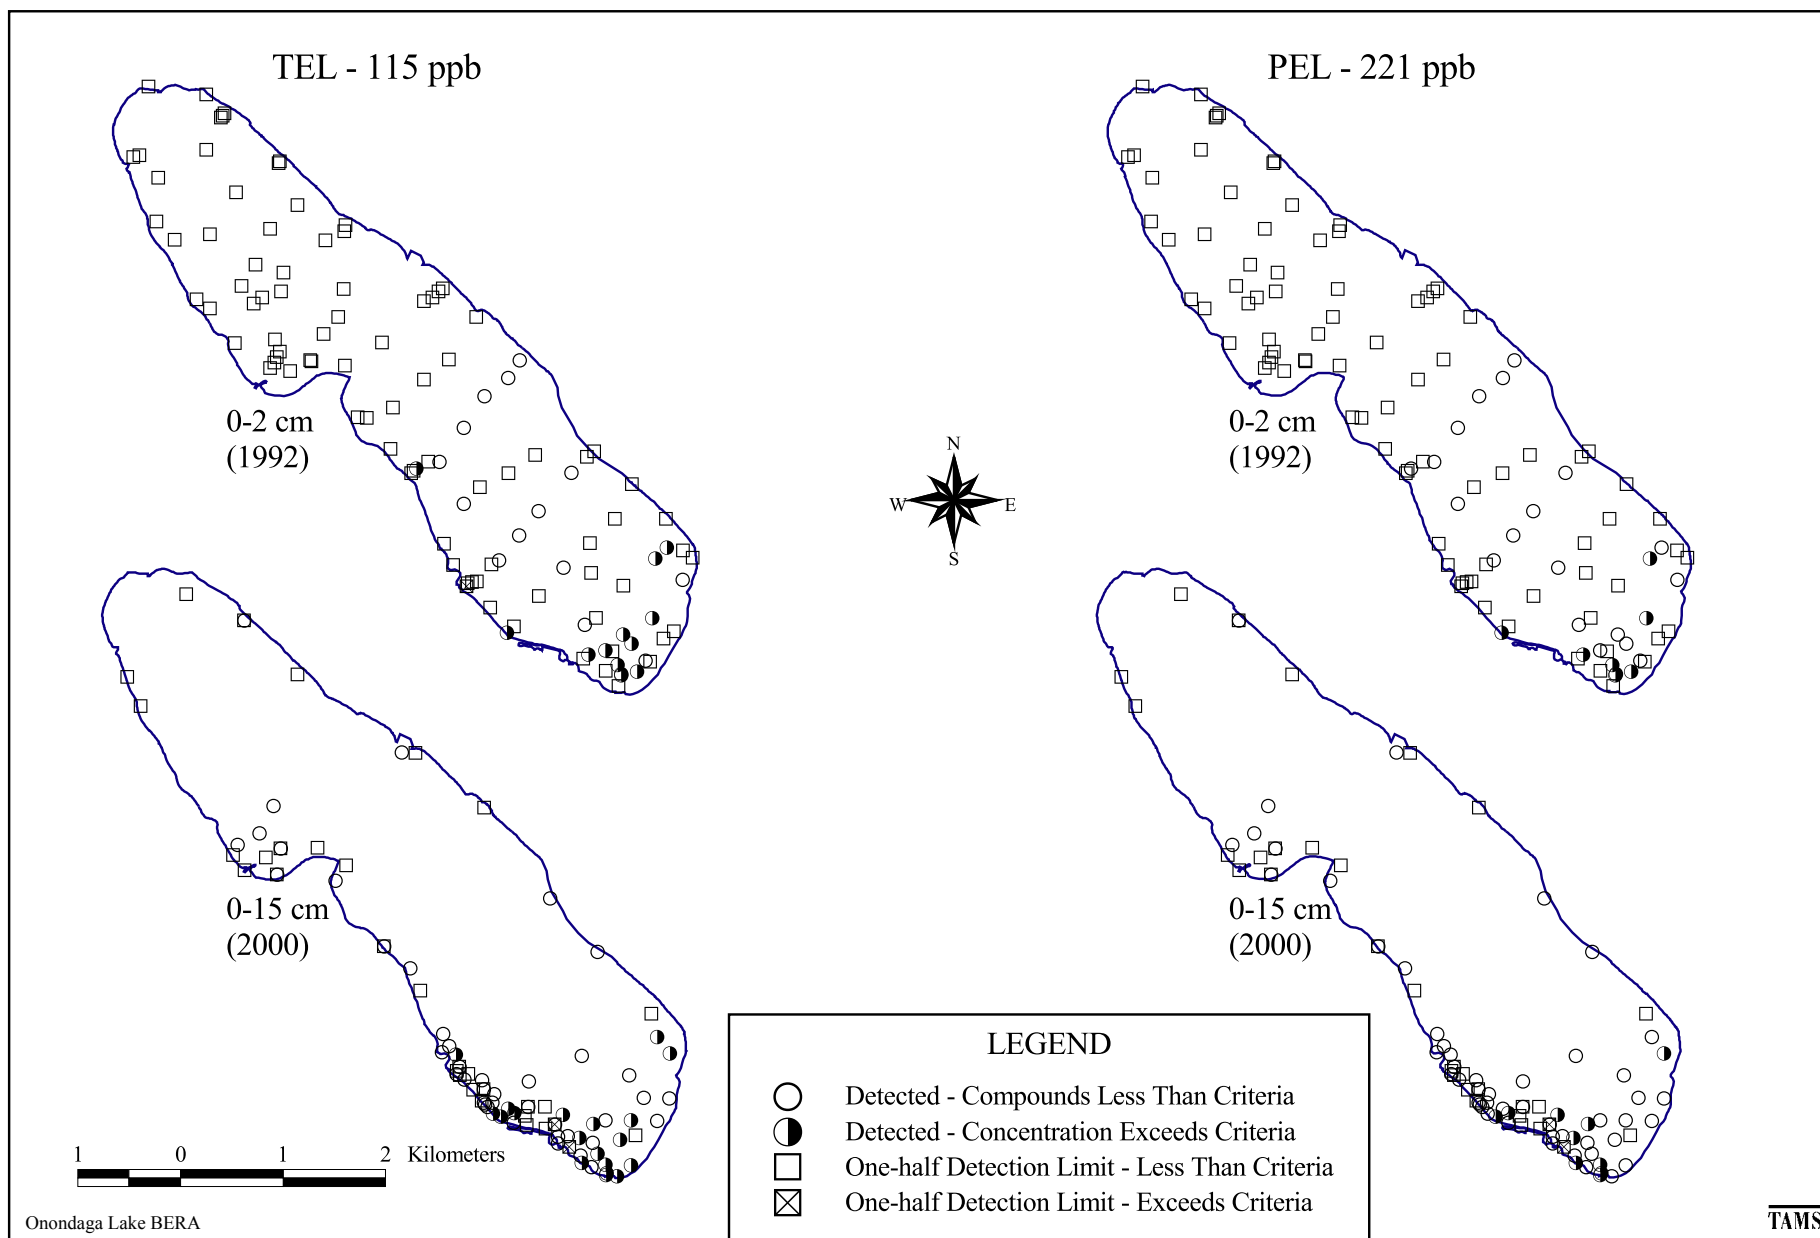 TEL - 115 ppb
PEL - 221 ppb
0-2 cm
(1992)
0-2 cm
(1992)
N
W
E
S
0-15 cm
(2000)
0-15 cm
(2000)
LEGEND
Detected - Compounds Less Than Criteria
Detected - Concentration Exceeds Criteria
One-half Detection Limit - Less Than Criteria
One-half Detection Limit - Exceeds Criteria
1 0 1 2 Kilometers
Onondaga Lake BERA
TAMS